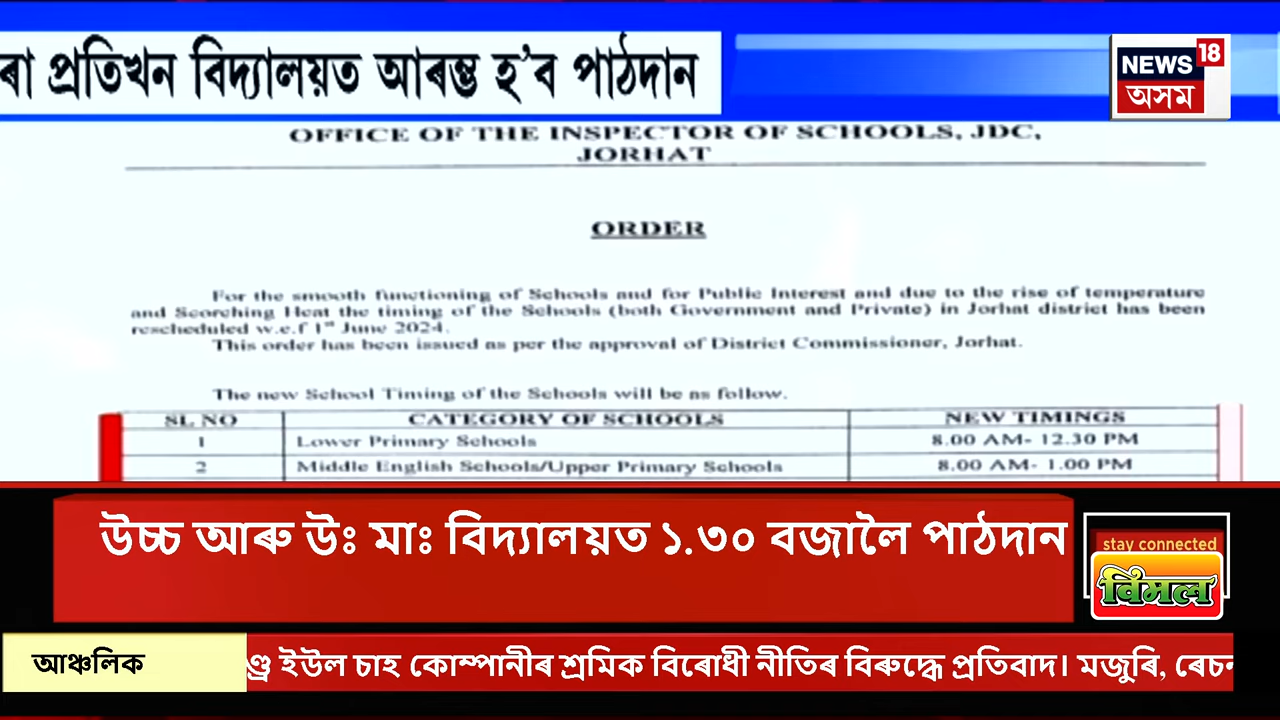 ৰা প্ৰতিখন বিদ্যালয়ত আৰম্ভ হ'ব পাঠদান
NEWS 18
অসম
OFFICE OF THE INSPECTOR OF SCHOOLS, JDC,
JORHAT
ORDER
For the smooth functioning of Schools and for Public Interest and due to the rise of temperature
and Scorching Heat the timing of the Schools (both Government and Private) in Jorhat district has been
rescheduled w.e.f 1st June 2024.
This order has been issued as per the approval of District Commissioner, Jorhat.
The new School Timing of the Schools will be as follow.
SL NO CATEGORY OF SCHOOLS NEW TIMINGS
1 Lower Primary Schools 8.00 AM- 12.30 PM
2 Middle English Schools/Upper Primary Schools 8.00 AM- 1.00 PM
উচ্চ আৰু উঃ মাঃ বিদ্যালয়ত ১.৩০ বজালৈ পাঠদান
stay connected
বিমল
আঞ্চলিক
ণ্ড্ৰ ইউল চাহ কোম্পানীৰ শ্ৰমিক বিৰোধী নীতিৰ বিৰুদ্ধে প্ৰতিবাদ। মজুৰি, ৰেচন